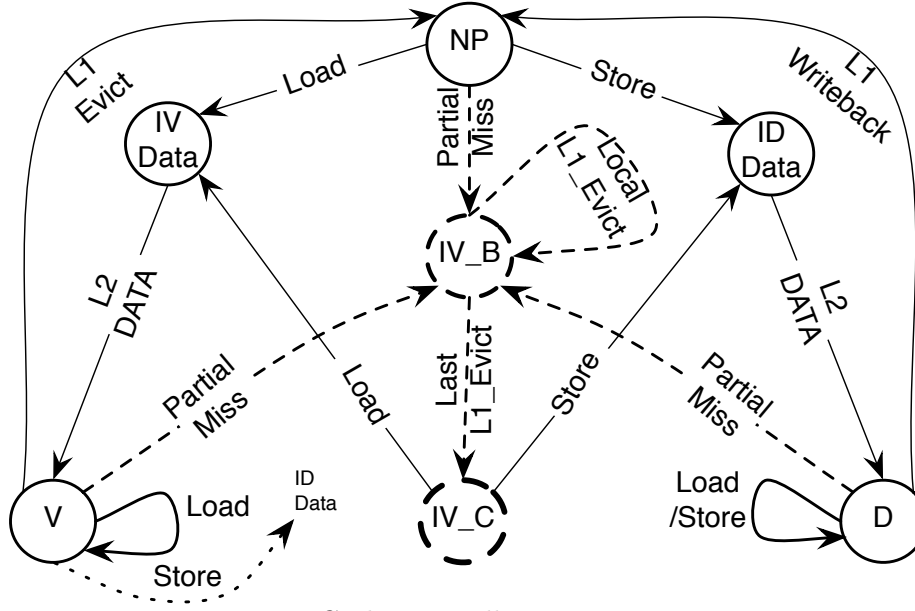 NP
L1
Evict
Load
Store
L1
Writeback
IV
Data
Partial
Miss
Local
L1_Evict
ID
Data
IV_B
L2
DATA
L2
DATA
Partial
Miss
Load
Last
L1_Evict
Store
Partial
Miss
V
Load
ID
Data
Store
IV_C
Load
/Store
D